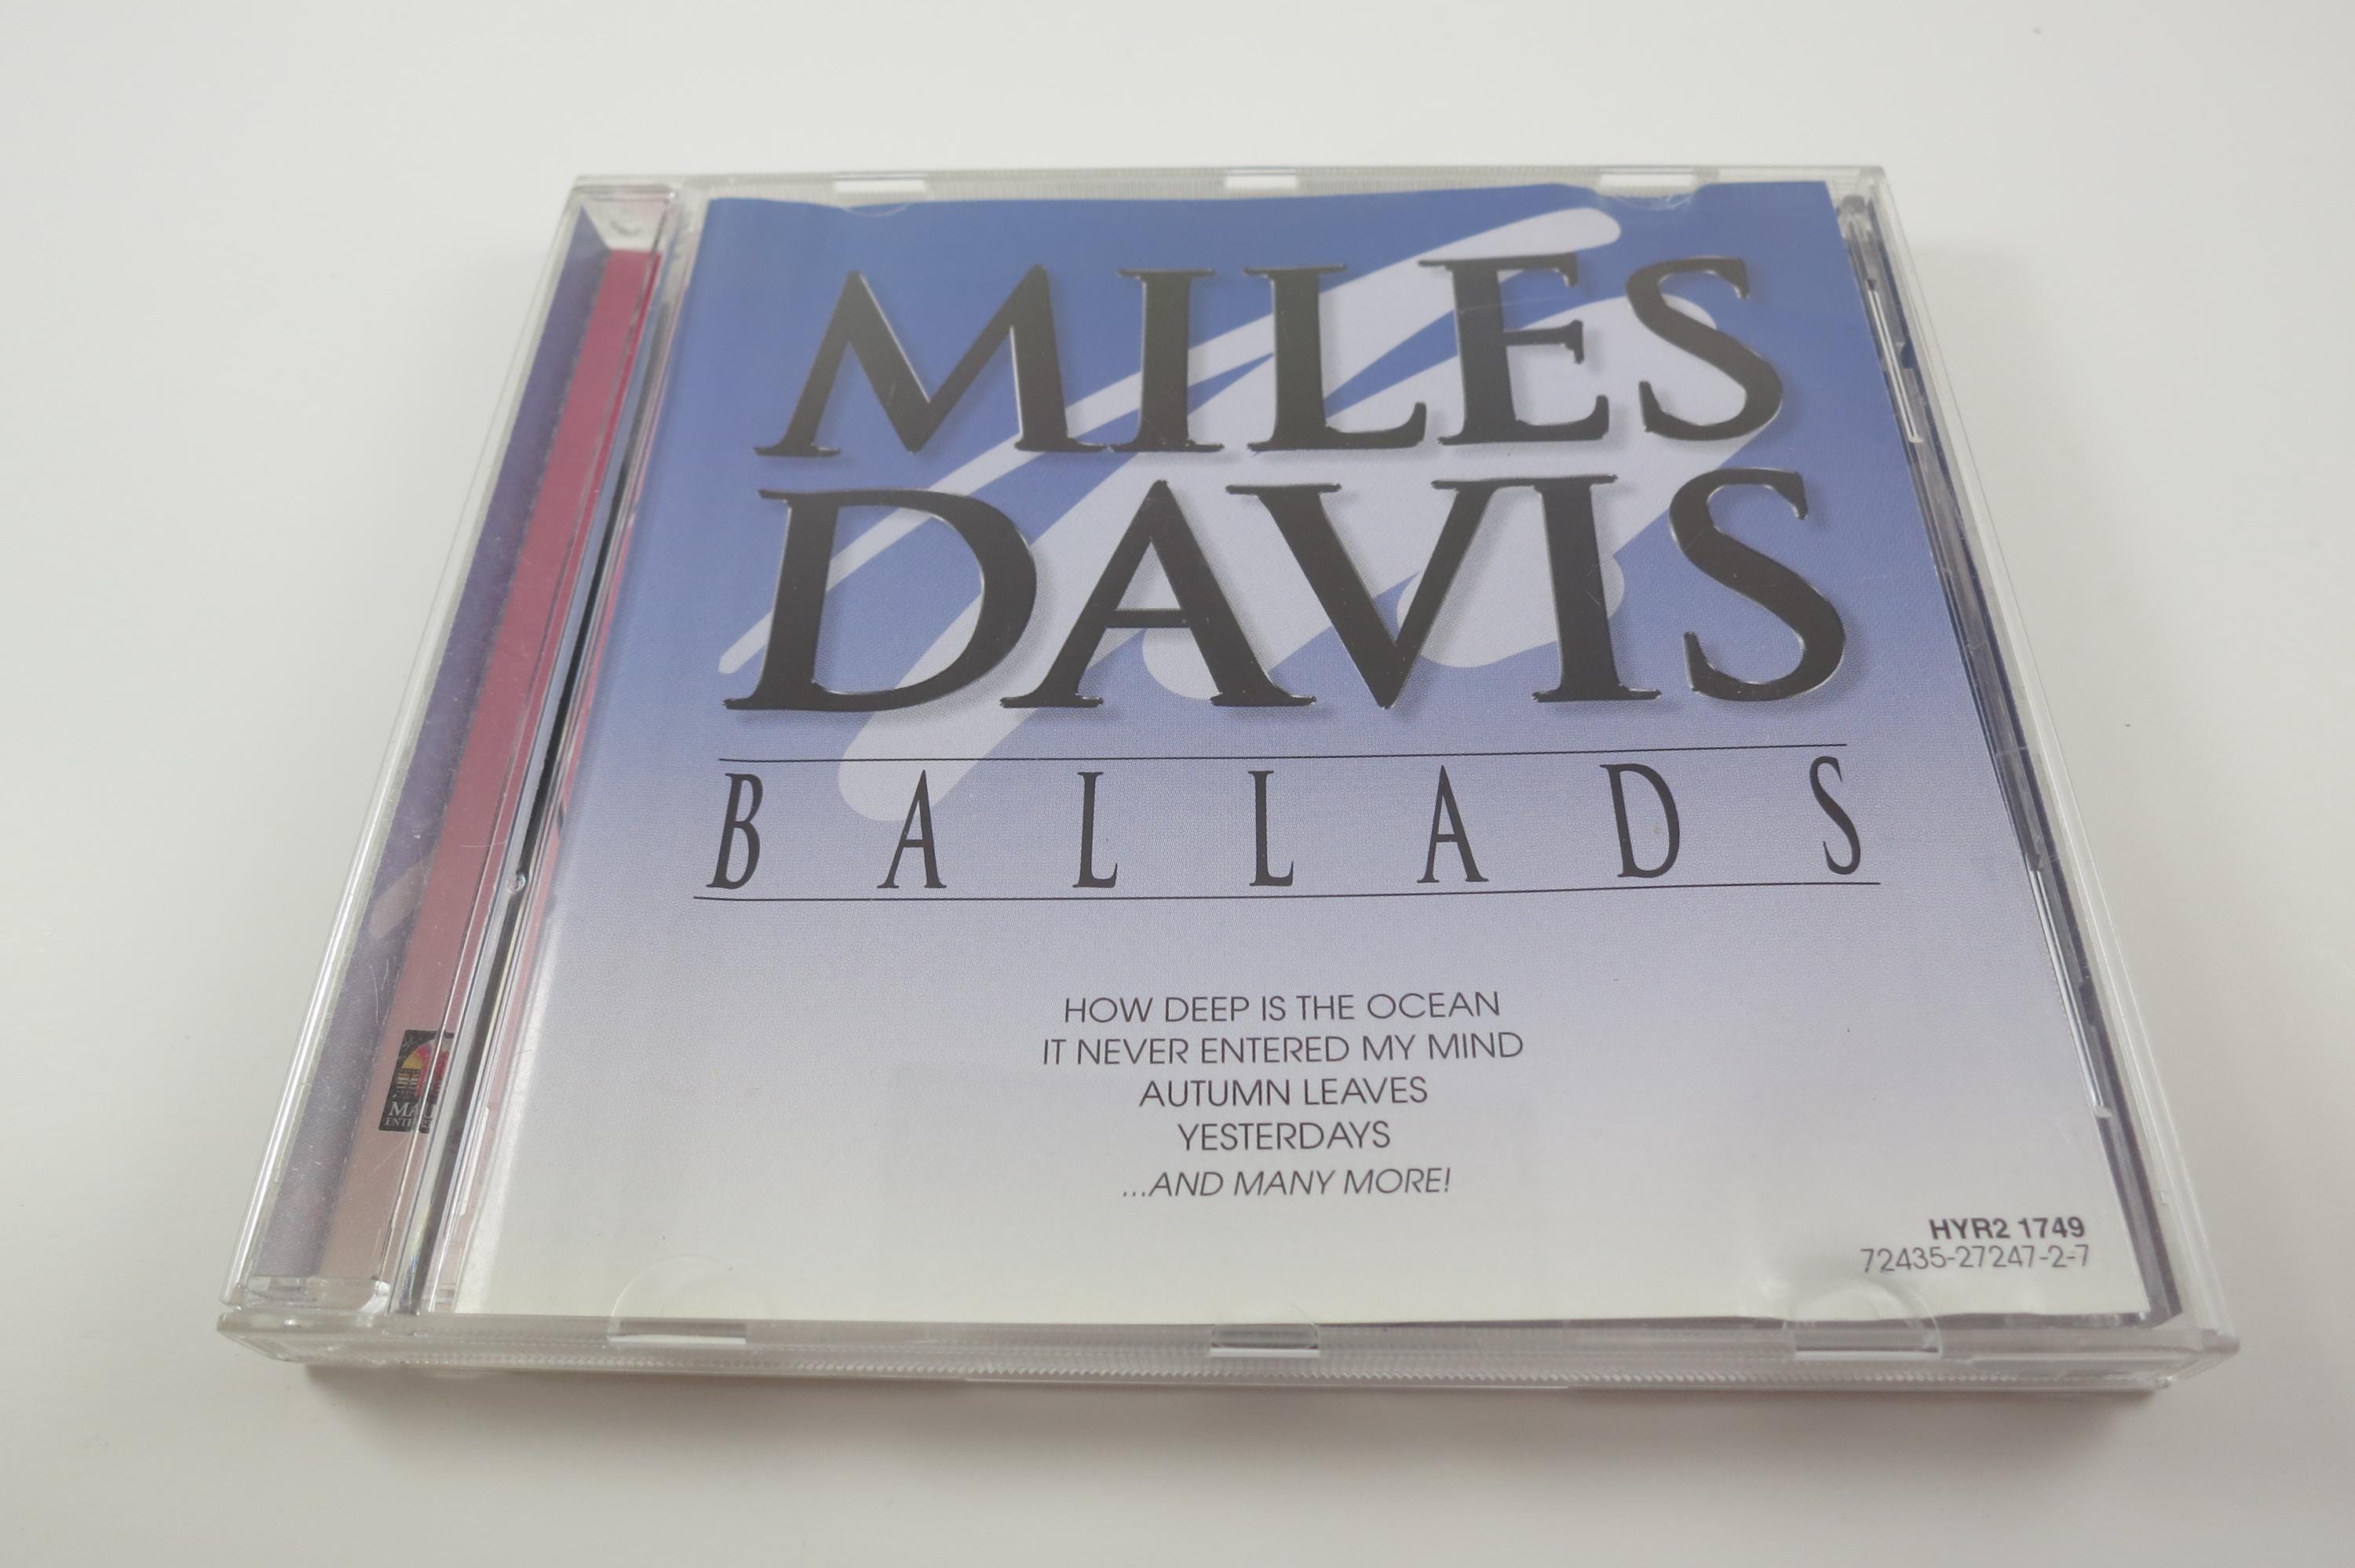 MILES
DAVIS
BALLADS
HOW DEEP IS THE OCEAN
IT NEVER ENTERED MY MIND
AUTUMN LEAVES
YESTERDAYS
...AND MANY MORE!
HYR2 1749
72435-27247-2-7